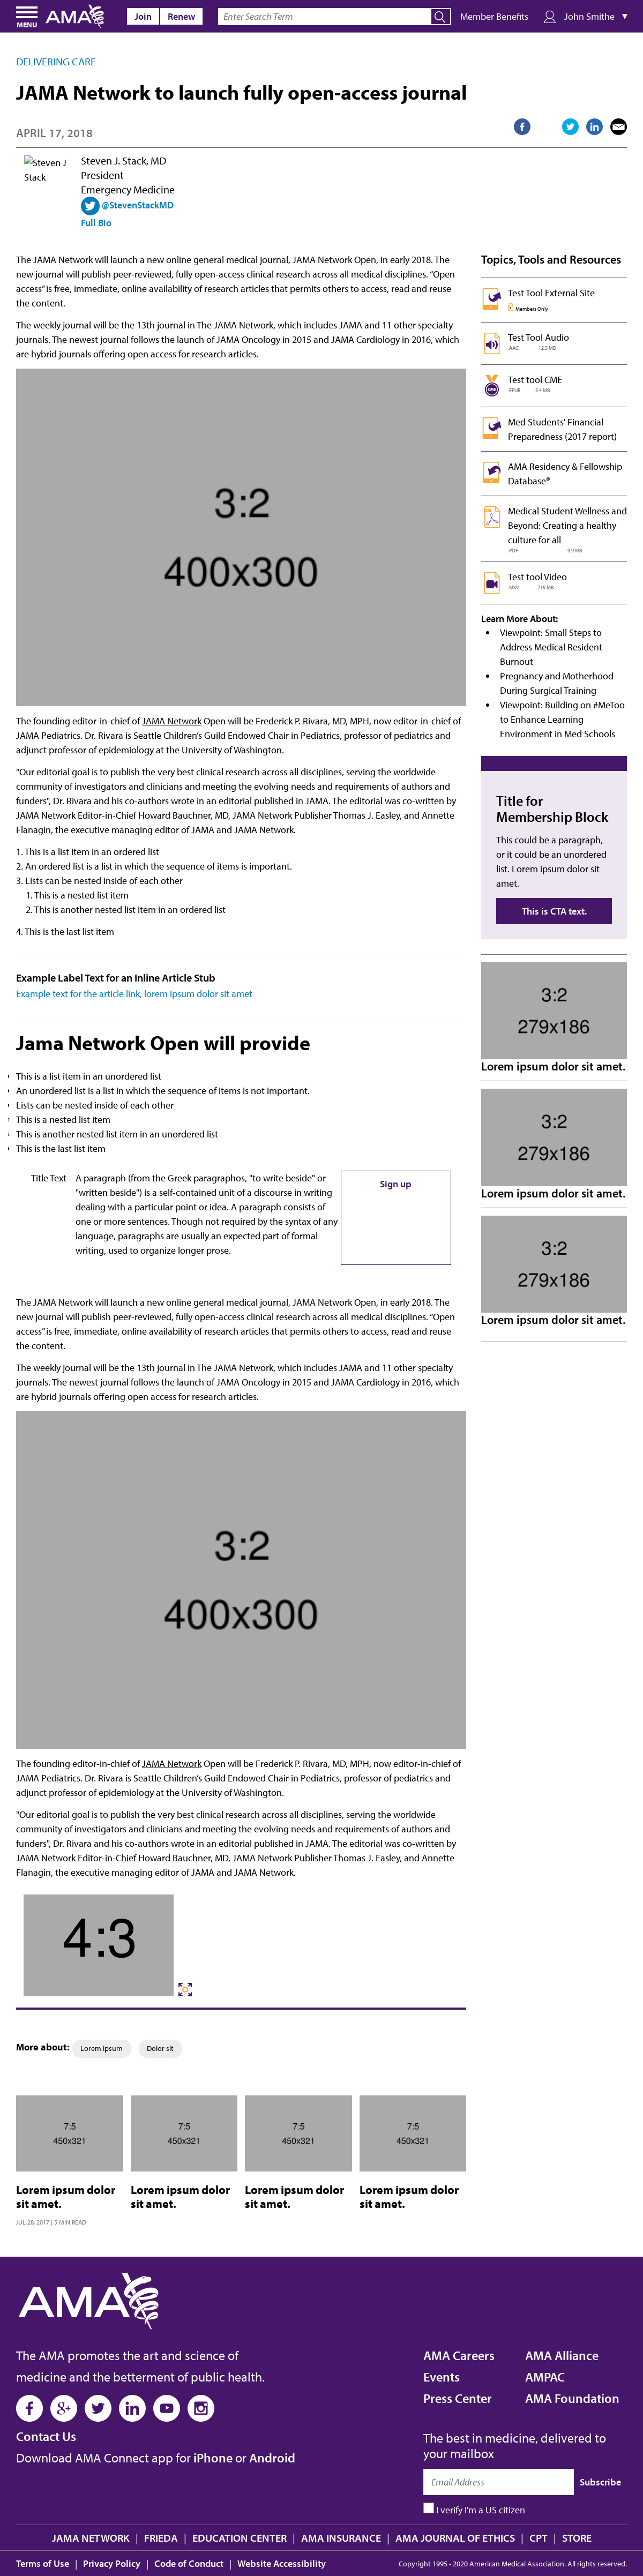 MENU
AMA
Join
Renew
Enter Search Term
Member Benefits
John Smithe
DELIVERING CARE
JAMA Network to launch fully open-access journal
APRIL 17, 2018
Steven J Stack
Steven J. Stack, MD
President
Emergency Medicine
@StevenStackMD
Full Bio
The JAMA Network will launch a new online general medical journal, JAMA Network Open, in early 2018. The
new journal will publish peer-reviewed, fully open-access clinical research across all medical disciplines. “Open
access” is free, immediate, online availability of research articles that permits others to access, read and reuse
the content.
The weekly journal will be the 13th journal in The JAMA Network, which includes JAMA and 11 other specialty
journals. The newest journal follows the launch of JAMA Oncology in 2015 and JAMA Cardiology in 2016, which
are hybrid journals offering open access for research articles.
3:2
400x300
The founding editor-in-chief of JAMA Network Open will be Frederick P. Rivara, MD, MPH, now editor-in-chief of
JAMA Pediatrics. Dr. Rivara is Seattle Children’s Guild Endowed Chair in Pediatrics, professor of pediatrics and
adjunct professor of epidemiology at the University of Washington.
"Our editorial goal is to publish the very best clinical research across all disciplines, serving the worldwide
community of investigators and clinicians and meeting the evolving needs and requirements of authors and
funders", Dr. Rivara and his co-authors wrote in an editorial published in JAMA. The editorial was co-written by
JAMA Network Editor-in-Chief Howard Bauchner, MD, JAMA Network Publisher Thomas J. Easley, and Annette
Flanagin, the executive managing editor of JAMA and JAMA Network.
1. This is a list item in an ordered list
2. An ordered list is a list in which the sequence of items is important.
3. Lists can be nested inside of each other
1. This is a nested list item
2. This is another nested list item in an ordered list
4. This is the last list item
Example Label Text for an Inline Article Stub
Example text for the article link, lorem ipsum dolor sit amet
Jama Network Open will provide
This is a list item in an unordered list
An unordered list is a list in which the sequence of items is not important.
Lists can be nested inside of each other
This is a nested list item
This is another nested list item in an unordered list
This is the last list item
Title Text
A paragraph (from the Greek paragraphos, "to write beside" or
"written beside") is a self-contained unit of a discourse in writing
dealing with a particular point or idea. A paragraph consists of
one or more sentences. Though not required by the syntax of any
language, paragraphs are usually an expected part of formal
writing, used to organize longer prose.
Sign up
The JAMA Network will launch a new online general medical journal, JAMA Network Open, in early 2018. The
new journal will publish peer-reviewed, fully open-access clinical research across all medical disciplines. “Open
access” is free, immediate, online availability of research articles that permits others to access, read and reuse
the content.
The weekly journal will be the 13th journal in The JAMA Network, which includes JAMA and 11 other specialty
journals. The newest journal follows the launch of JAMA Oncology in 2015 and JAMA Cardiology in 2016, which
are hybrid journals offering open access for research articles.
3:2
400x300
The founding editor-in-chief of JAMA Network Open will be Frederick P. Rivara, MD, MPH, now editor-in-chief of
JAMA Pediatrics. Dr. Rivara is Seattle Children’s Guild Endowed Chair in Pediatrics, professor of pediatrics and
adjunct professor of epidemiology at the University of Washington.
"Our editorial goal is to publish the very best clinical research across all disciplines, serving the worldwide
community of investigators and clinicians and meeting the evolving needs and requirements of authors and
funders", Dr. Rivara and his co-authors wrote in an editorial published in JAMA. The editorial was co-written by
JAMA Network Editor-in-Chief Howard Bauchner, MD, JAMA Network Publisher Thomas J. Easley, and Annette
Flanagin, the executive managing editor of JAMA and JAMA Network.
4:3
More about:
Lorem ipsum
Dolor sit
7:5
450x321
Lorem ipsum dolor
sit amet.
JUL 28, 2017 | 5 MIN READ
7:5
450x321
Lorem ipsum dolor
sit amet.
7:5
450x321
Lorem ipsum dolor
sit amet.
7:5
450x321
Lorem ipsum dolor
sit amet.
Topics, Tools and Resources
Test Tool External Site
Members Only
Test Tool Audio
AAC 12.5 MB
CME
Test tool CME
EPUB 5.4 MB
Med Students' Financial
Preparedness (2017 report)
AMA Residency & Fellowship
Database®
Medical Student Wellness and
Beyond: Creating a healthy
culture for all
PDF 9.9 MB
Test tool Video
MKV 715 MB
Learn More About:
Viewpoint: Small Steps to
Address Medical Resident
Burnout
Pregnancy and Motherhood
During Surgical Training
Viewpoint: Building on #MeToo
to Enhance Learning
Environment in Med Schools
Title for
Membership Block
This could be a paragraph,
or it could be an unordered
list. Lorem ipsum dolor sit
amet.
This is CTA text.
3:2
279x186
Lorem ipsum dolor sit amet.
3:2
279x186
Lorem ipsum dolor sit amet.
3:2
279x186
Lorem ipsum dolor sit amet.
AMA
The AMA promotes the art and science of
medicine and the betterment of public health.
Contact Us
Download AMA Connect app for iPhone or Android
AMA Careers
Events
Press Center
AMA Alliance
AMPAC
AMA Foundation
The best in medicine, delivered to
your mailbox
Email Address
Subscribe
I verify I'm a US citizen
JAMA NETWORK | FRIEDA | EDUCATION CENTER | AMA INSURANCE | AMA JOURNAL OF ETHICS | CPT | STORE
Terms of Use | Privacy Policy | Code of Conduct | Website Accessibility
Copyright 1995 - 2020 American Medical Association. All rights reserved.